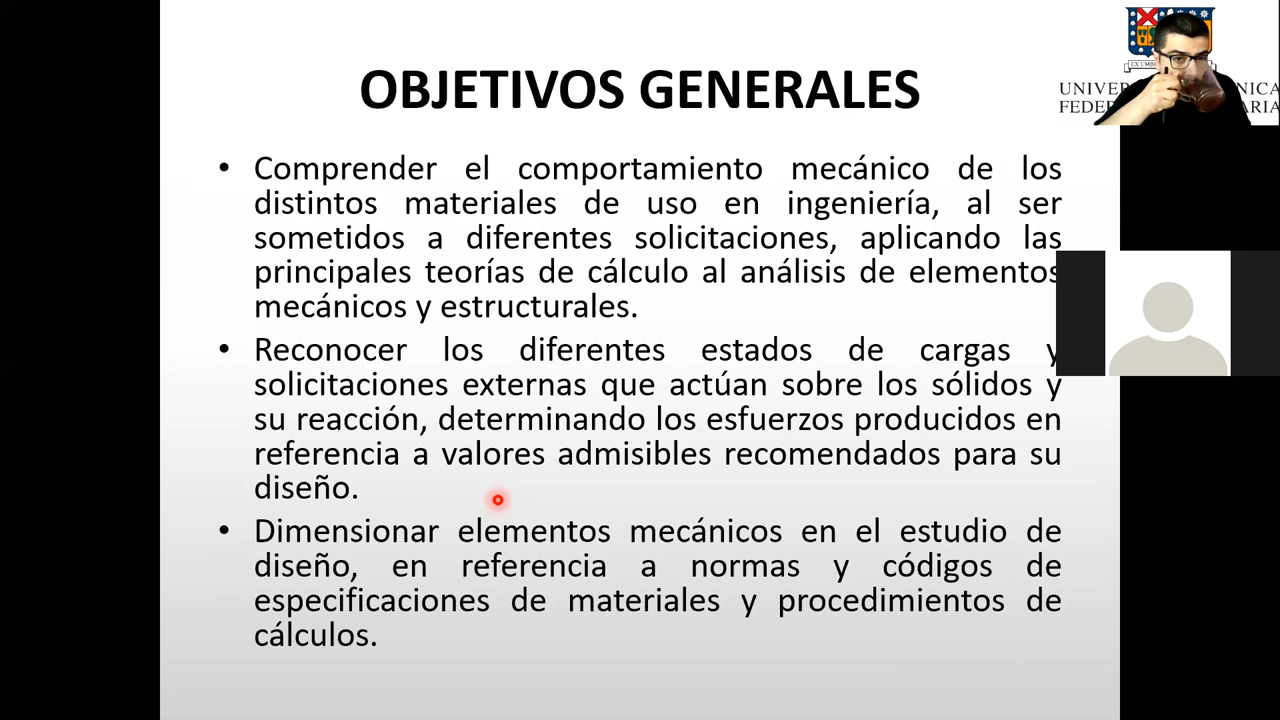 OBJETIVOS GENERALES
• Comprender el comportamiento mecánico de los
distintos materiales de uso en ingeniería, al ser
sometidos a diferentes solicitaciones, aplicando las
principales teorías de cálculo al análisis de elementos
mecánicos y estructurales.
• Reconocer los diferentes estados de cargas y
solicitaciones externas que actúan sobre los sólidos y
su reacción, determinando los esfuerzos producidos en
referencia a valores admisibles recomendados para su
diseño.
• Dimensionar elementos mecánicos en el estudio de
diseño, en referencia a normas y códigos de
especificaciones de materiales y procedimientos de
cálculos.